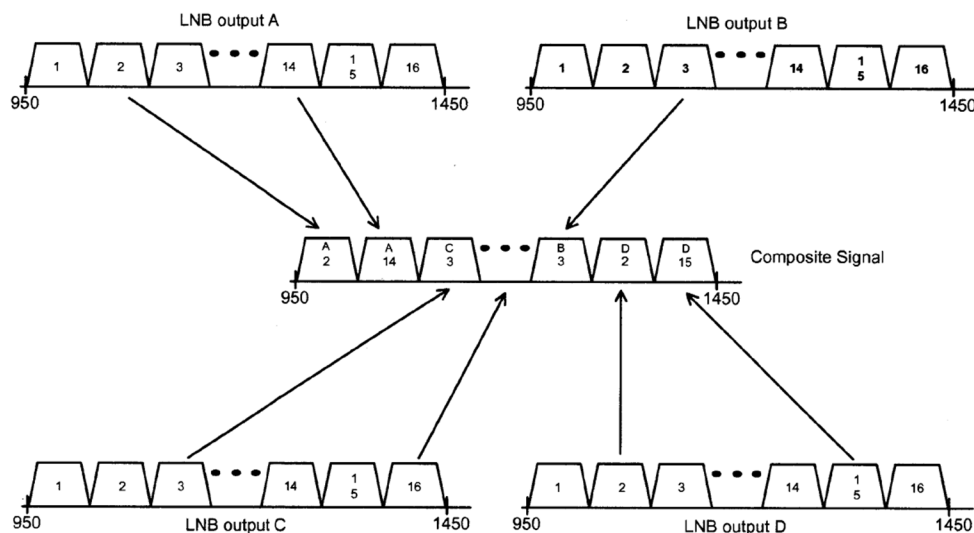 LNB output A
LNB output B
1 2 3 14 1 5 16
1 2 3 14 1 5 16
950 1450
950 1450
A 2 A 14 C 3 B 3 D 2 D 15
Composite Signal
950 1450
1 2 3 14 1 5 16
1 2 3 14 1 5 16
950 1450
950 1450
LNB output C
LNB output D